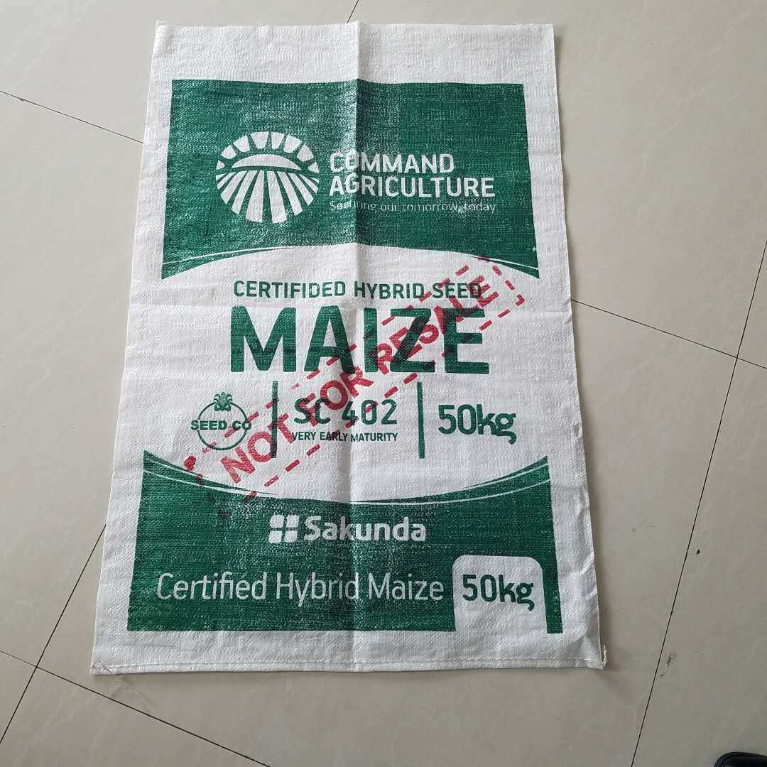 COMMAND
AGRICULTURE
Securing our tomorrow, today
CERTIFIDED HYBRID SEED
MAIZE
NOT FOR RESALE
SEED CO
SC 402
VERY EARLY MATURITY
50kg
Sakunda
Certified Hybrid Maize
50kg